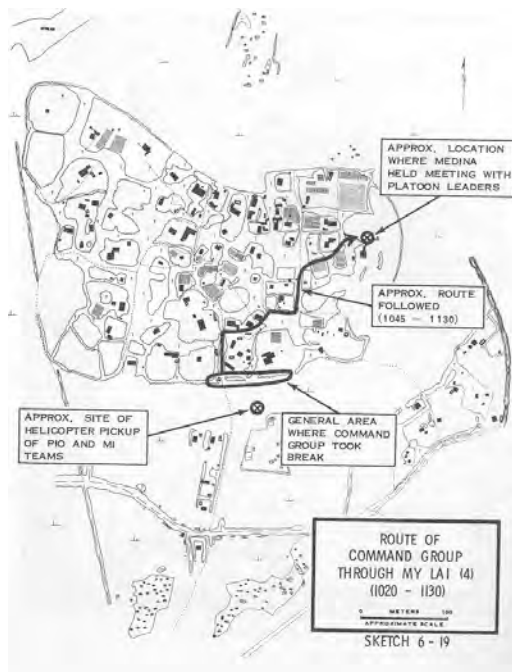 APPROX. LOCATION
WHERE MEDINA
HELD MEETING WITH
PLATOON LEADERS
APPROX. ROUTE
FOLLOWED
(1045 - 1130)
APPROX. SITE OF
HELICOPTER PICKUP
OF PIO AND MI
TEAMS
GENERAL AREA
WHERE COMMAND
GROUP TOOK
BREAK
ROUTE OF
COMMAND GROUP
THROUGH MY LAI (4)
(1020 - 1130)
0 METERS 100
APPROXIMATE SCALE
SKETCH 6-19